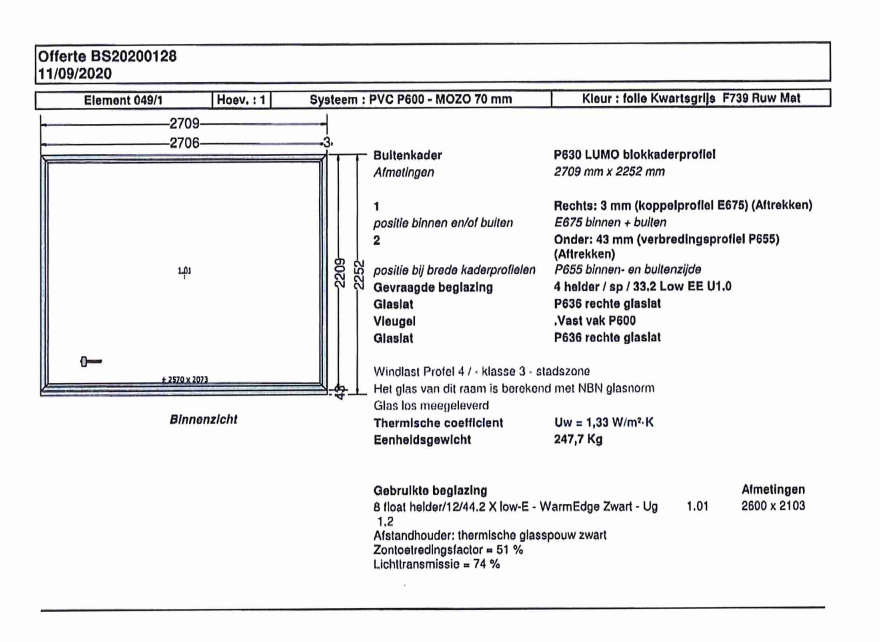 Offerte BS20200128
11/09/2020
Element 049/1 Hoev. : 1 Systeem : PVC P600 - MOZO 70 mm Kleur : folie Kwartsgrijs F739 Ruw Mat
2709
2706 3
Buitenkader P630 LUMO blokkaderprofiel
Afmetingen 2709 mm x 2252 mm
1 Rechts: 3 mm (koppelprofiel E675) (Aftrekken)
positie binnen en/of buiten E675 binnen + buiten
2 Onder: 43 mm (verbredingsprofiel P655)
(Aftrekken)
positie bij brede kaderprofielen P655 binnen- en buitenzijde
1.01
2209
2252
Gevraagde beglazing 4 helder / sp / 33.2 Low EE U1.0
Glaslat P636 rechte glaslat
Vleugel .Vast vak P600
Glaslat P636 rechte glaslat
Windlast Profel 4 / - klasse 3 - stadszone
± 2570 x 2073
43
Het glas van dit raam is berekend met NBN glasnorm
Glas los meegeleverd
Binnenzicht
Thermische coefficient Uw = 1,33 W/m²·K
Eenheidsgewicht 247,7 Kg
Gebruikte beglazing Afmetingen
8 float helder/12/44.2 X low-E - WarmEdge Zwart - Ug 1.01 2600 x 2103
1.2
Afstandhouder: thermische glasspouw zwart
Zontoetredingsfactor = 51 %
Lichttransmissie = 74 %